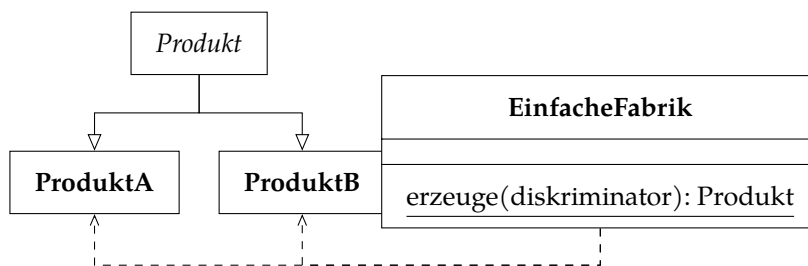 Produkt
EinfacheFabrik
ProduktA
ProduktB
erzeuge(diskriminator): Produkt